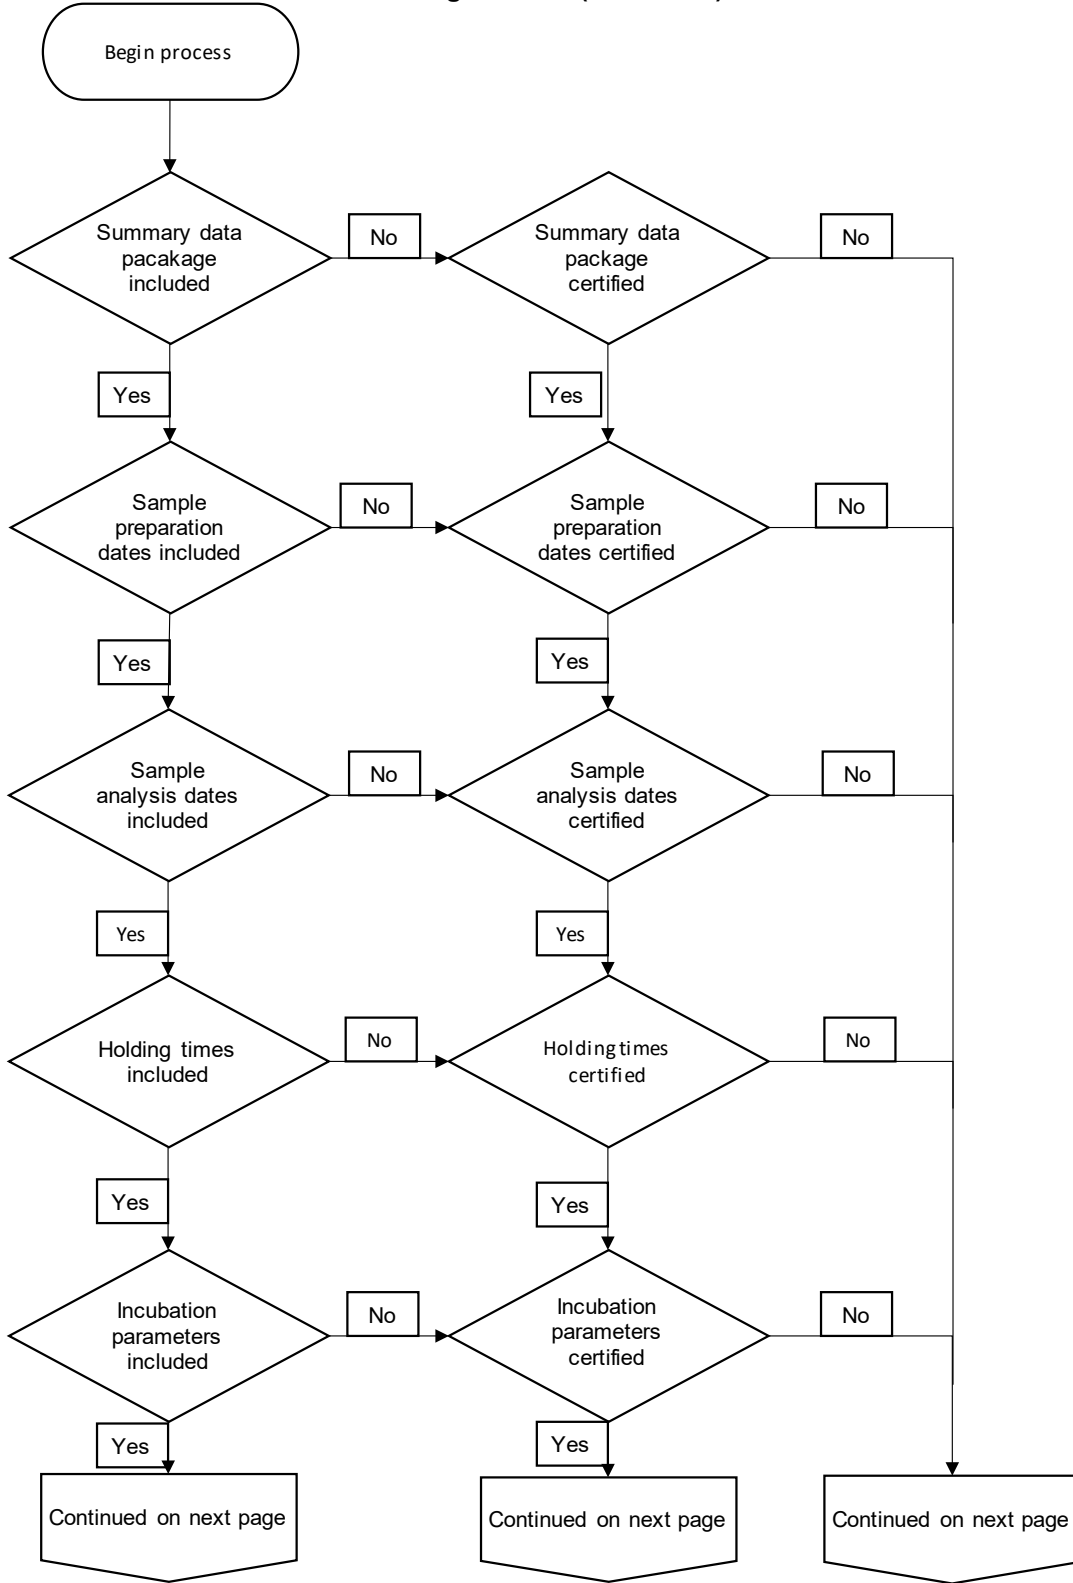 Begin process
Summary data
pacakage
included
No
Summary data
package
certified
No
Yes
Yes
Sample
preparation
dates included
No
Sample
preparation
dates certified
No
Yes
Yes
Sample
analysis dates
included
No
Sample
analysis dates
certified
No
Yes
Yes
Holding times
included
No
Holding times
certified
No
Yes
Yes
Incubation
parameters
included
No
Incubation
parameters
certified
No
Yes
Yes
Continued on next page
Continued on next page
Continued on next page